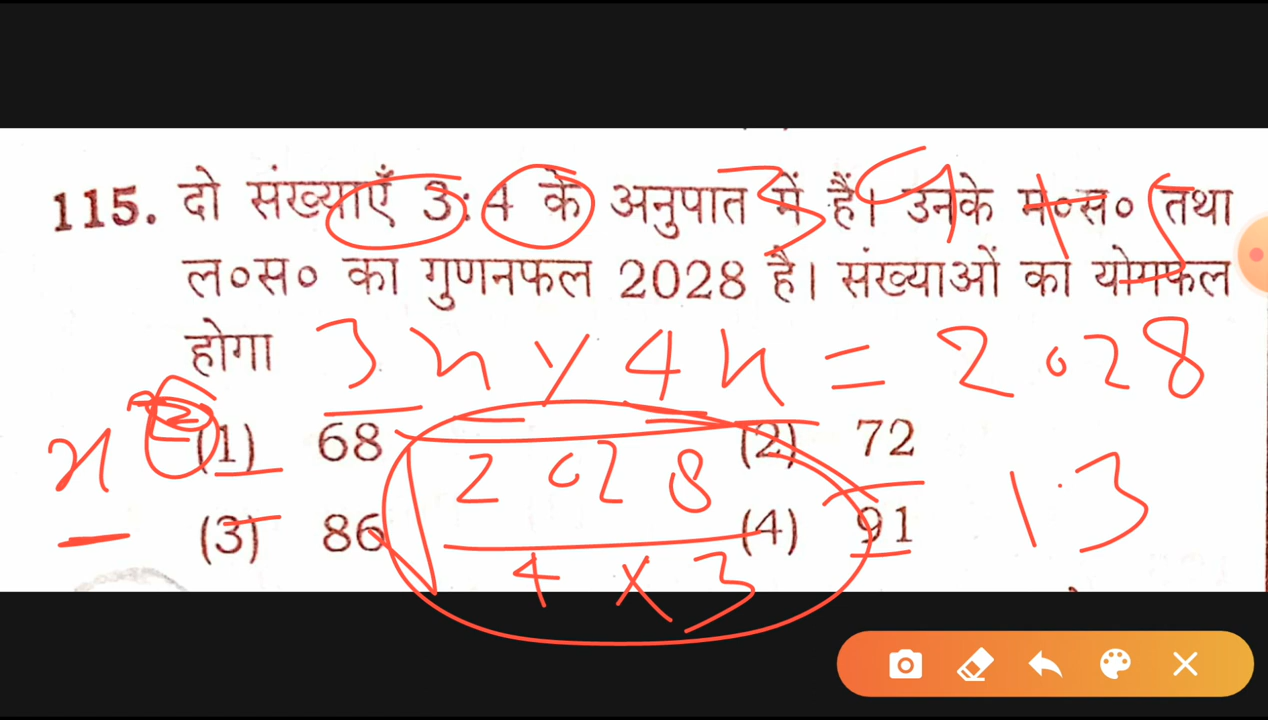 115. दो संख्याएँ 3 : 4 के अनुपात में हैं। उनके म०स० तथा
ल०स० का गुणनफल 2028 है। संख्याओं का योगफल
होगा
3x × 4x = 2028
(1) 68 (2) 72
(3) 86 (4) 91
x
2028
4 × 3
13